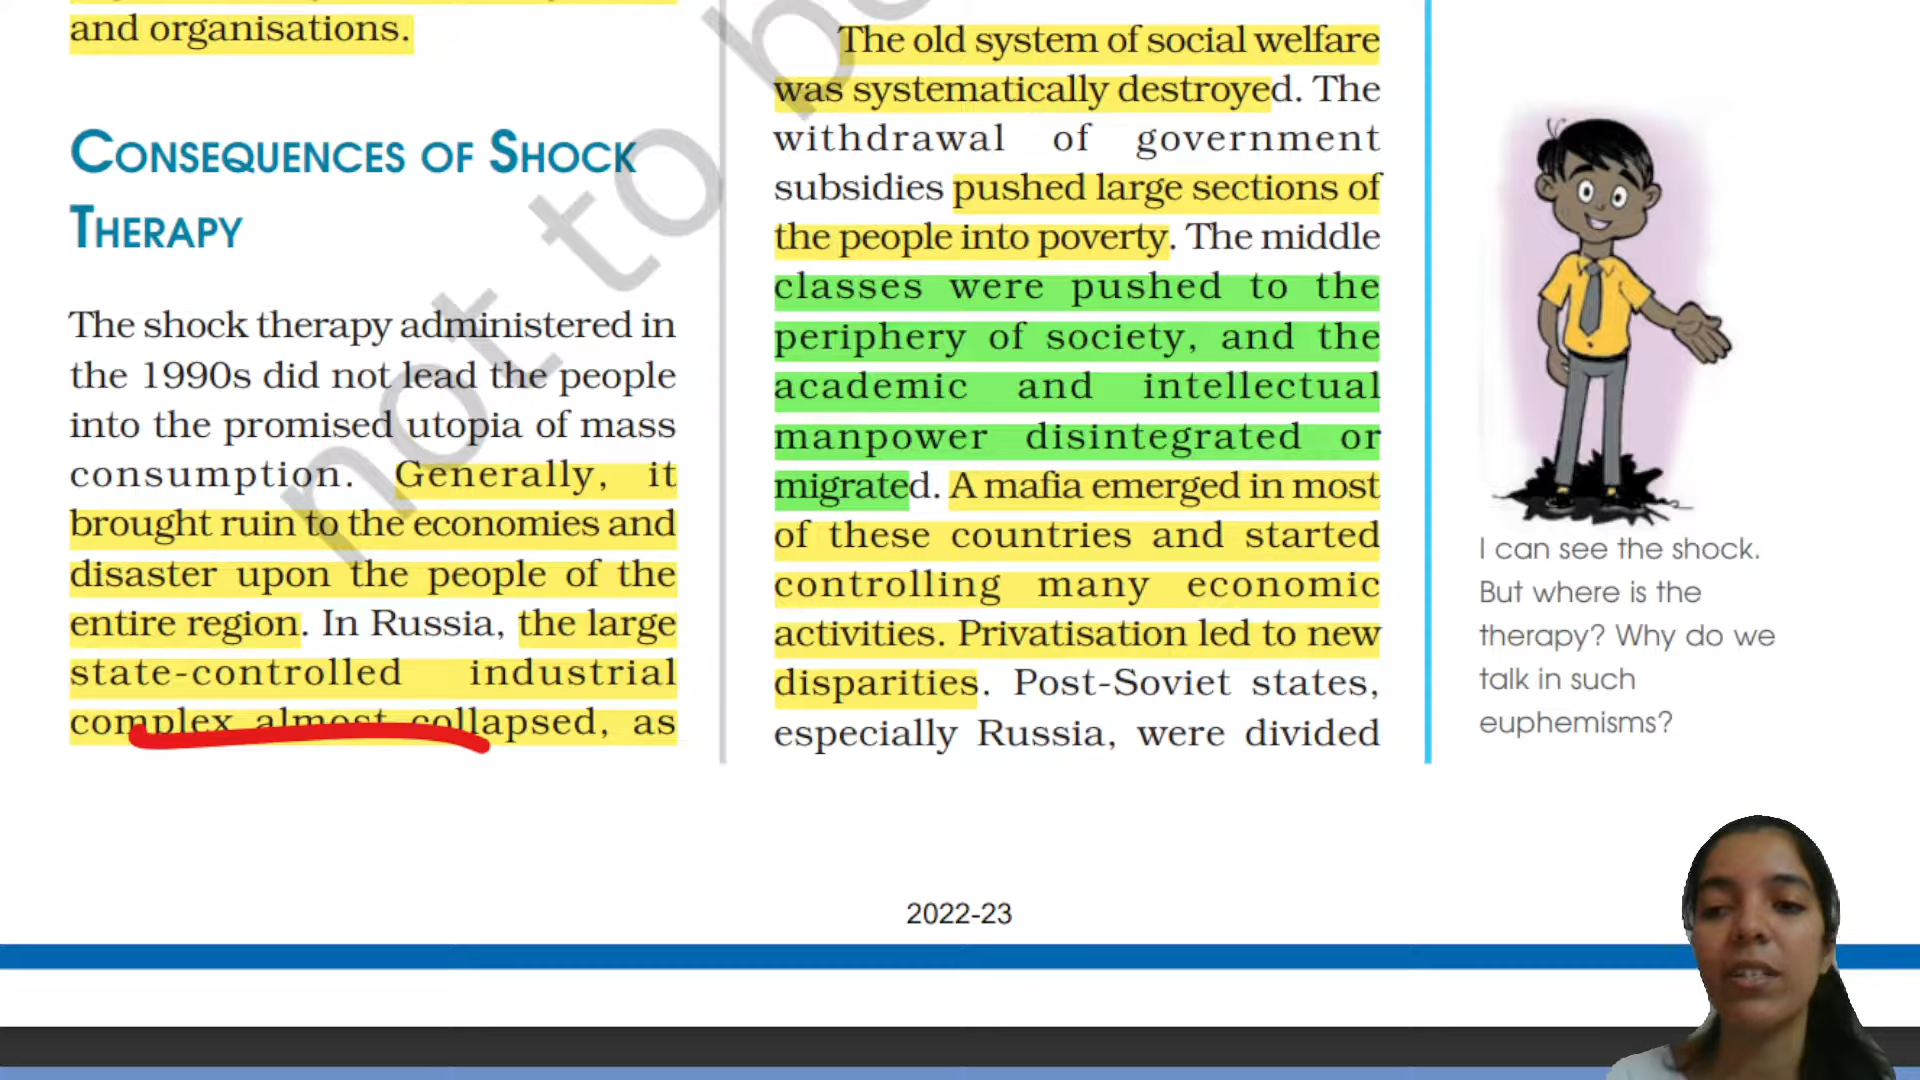 and organisations.
CONSEQUENCES OF SHOCK
THERAPY
The shock therapy administered in
the 1990s did not lead the people
into the promised utopia of mass
consumption. Generally, it
brought ruin to the economies and
disaster upon the people of the
entire region. In Russia, the large
state-controlled industrial
complex almost collapsed, as
The old system of social welfare
was systematically destroyed. The
withdrawal of government
subsidies pushed large sections of
the people into poverty. The middle
classes were pushed to the
periphery of society, and the
academic and intellectual
manpower disintegrated or
migrated. A mafia emerged in most
of these countries and started
controlling many economic
activities. Privatisation led to new
disparities. Post-Soviet states,
especially Russia, were divided
I can see the shock.
But where is the
therapy? Why do we
talk in such
euphemisms?
not to be
2022-23